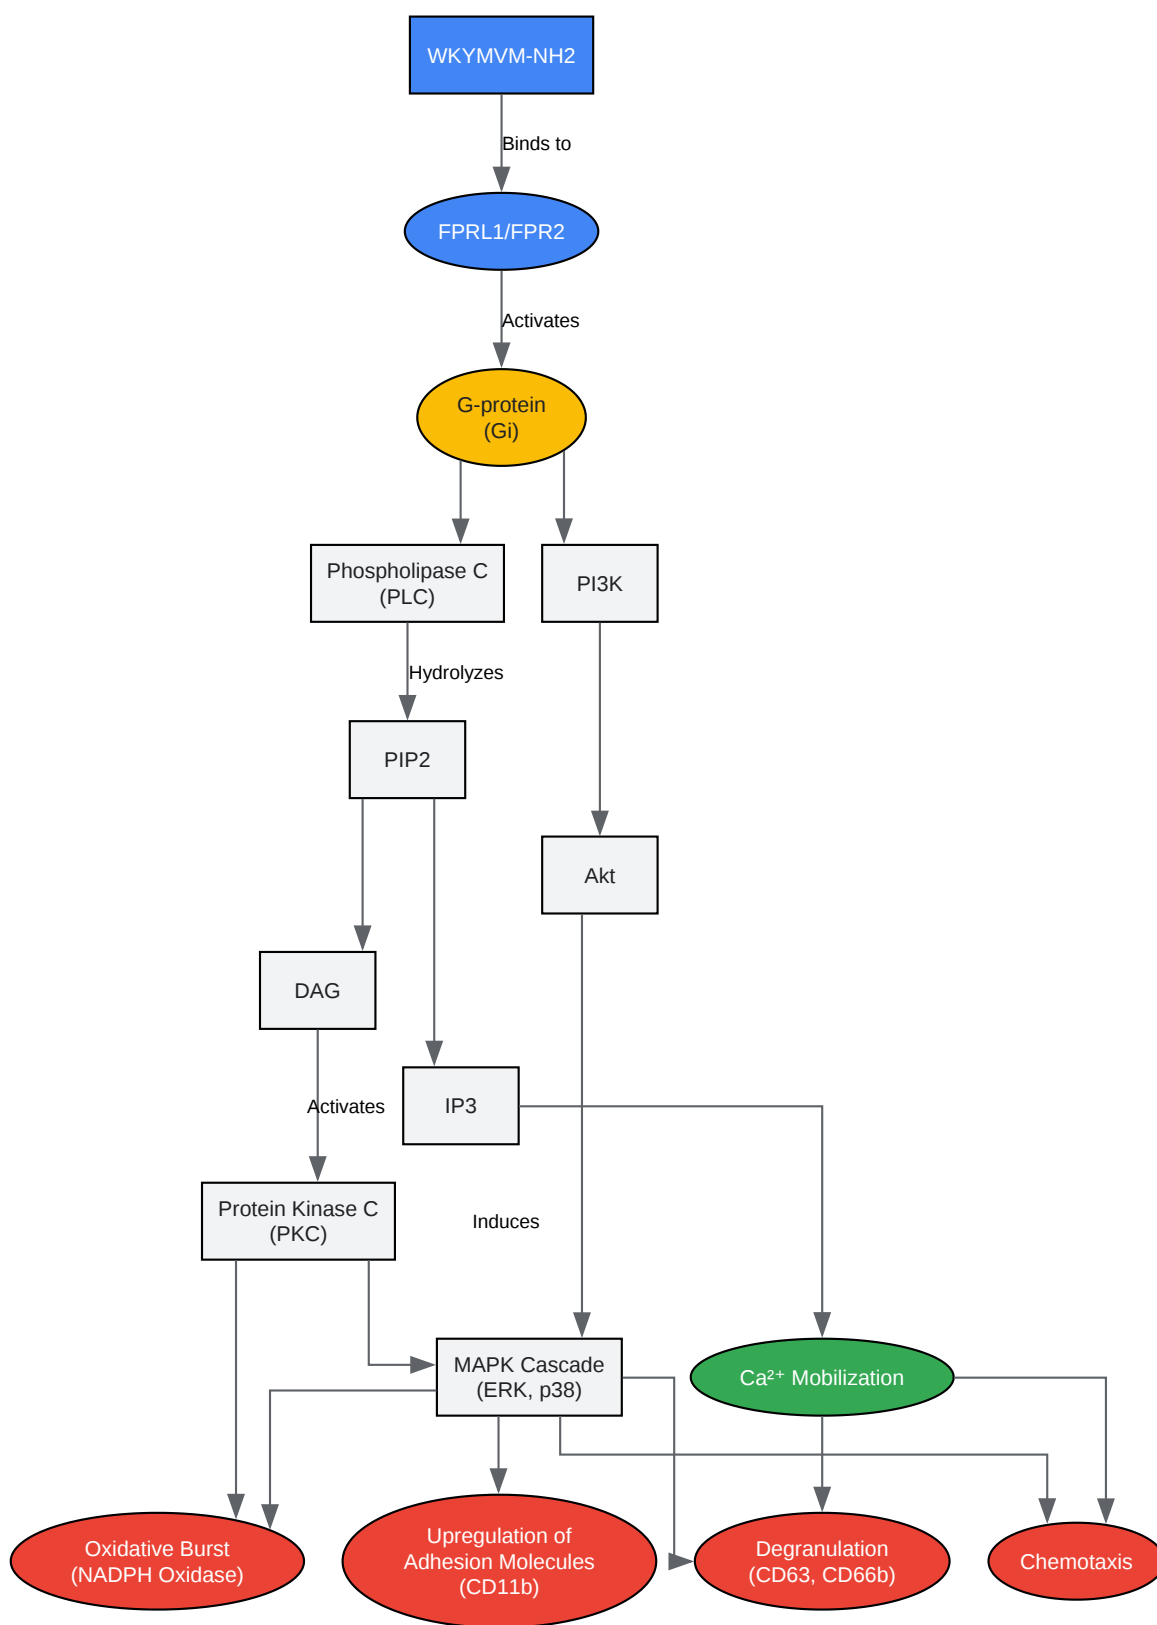 WKYMVM-NH2
Binds to
FPRL1/FPR2
Activates
G-protein
(Gi)
Phospholipase C
(PLC)
PI3K
Hydrolyzes
PIP2
Akt
DAG
IP3
Activates
Protein Kinase C
(PKC)
Induces
MAPK Cascade
(ERK, p38)
Ca²⁺ Mobilization
Oxidative Burst
(NADPH Oxidase)
Upregulation of
Adhesion Molecules
(CD11b)
Degranulation
(CD63, CD66b)
Chemotaxis